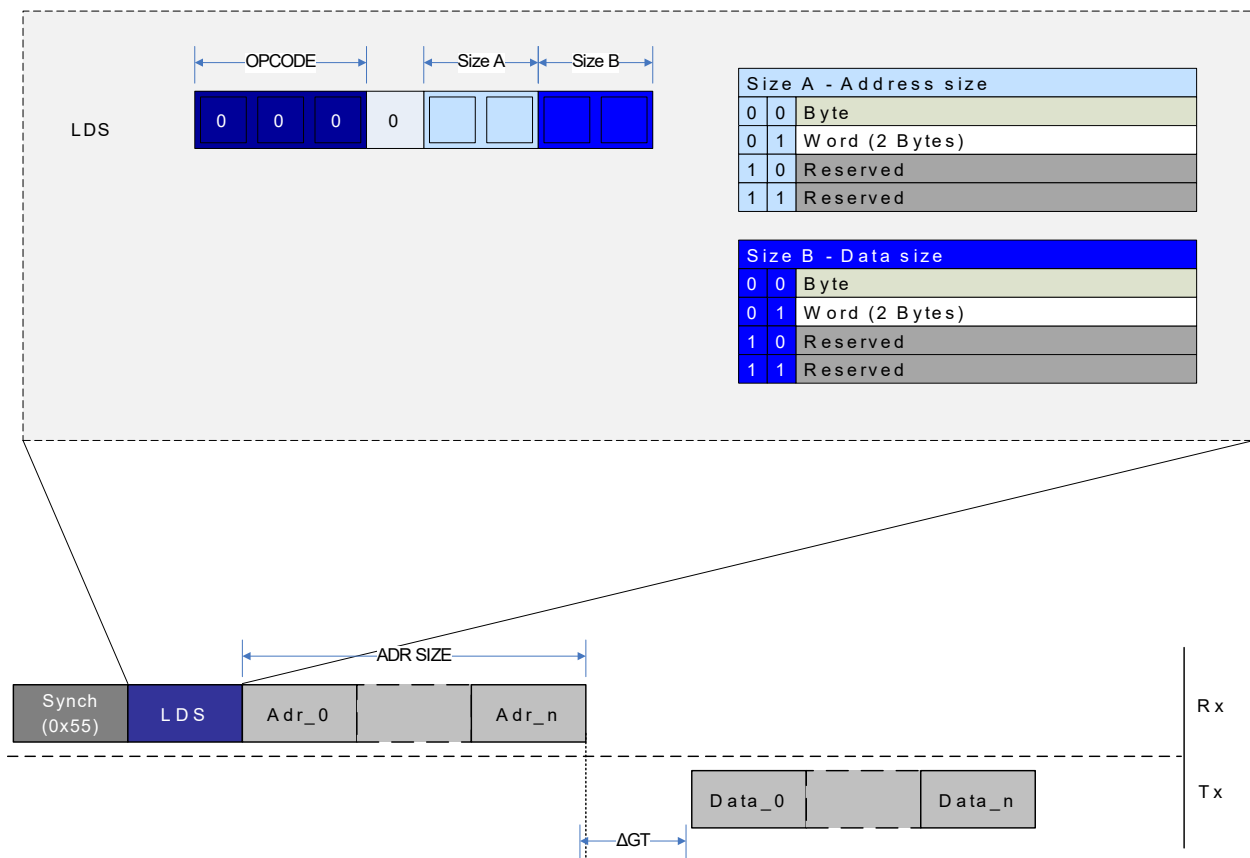 OPCODE Size A Size B
LDS 0 0 0 0
Size A - Address size
0 0 Byte
0 1 Word (2 Bytes)
1 0 Reserved
1 1 Reserved
Size B - Data size
0 0 Byte
0 1 Word (2 Bytes)
1 0 Reserved
1 1 Reserved
ADR SIZE
Synch
(0x55)
LDS Adr_0 Adr_n Rx
Data_0 Data_n Tx
ΔGT